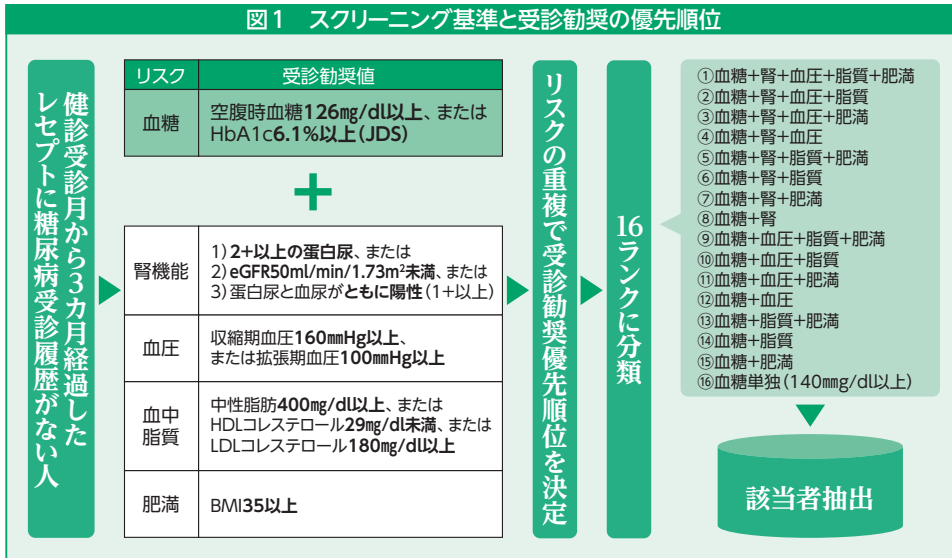 図1 スクリーニング基準と受診勧奨の優先順位
健診受診月から3カ月経過した
レセプトに糖尿病受診履歴がない人
リスク 受診勧奨値
血糖
空腹時血糖126㎎/dl以上、または
HbA1c6.1%以上(JDS)
+
腎機能
1)2+以上の蛋白尿、または
2)eGFR50ml/min/1.73m²未満、または
3)蛋白尿と血尿がともに陽性(1+以上)
血圧
収縮期血圧160㎜Hg以上、
または拡張期血圧100㎜Hg以上
血中
脂質
中性脂肪400㎎/dl以上、または
HDLコレステロール29㎎/dl未満、または
LDLコレステロール180㎎/dl以上
肥満
BMI35以上
リスクの重複で受診勧奨優先順位を決定
16ランクに分類
①血糖+腎+血圧+脂質+肥満
②血糖+腎+血圧+脂質
③血糖+腎+血圧+肥満
④血糖+腎+血圧
⑤血糖+腎+脂質+肥満
⑥血糖+腎+脂質
⑦血糖+腎+肥満
⑧血糖+腎
⑨血糖+血圧+脂質+肥満
⑩血糖+血圧+脂質
⑪血糖+血圧+肥満
⑫血糖+血圧
⑬血糖+脂質+肥満
⑭血糖+脂質
⑮血糖+肥満
⑯血糖単独(140㎜g/dl以上)
該当者抽出